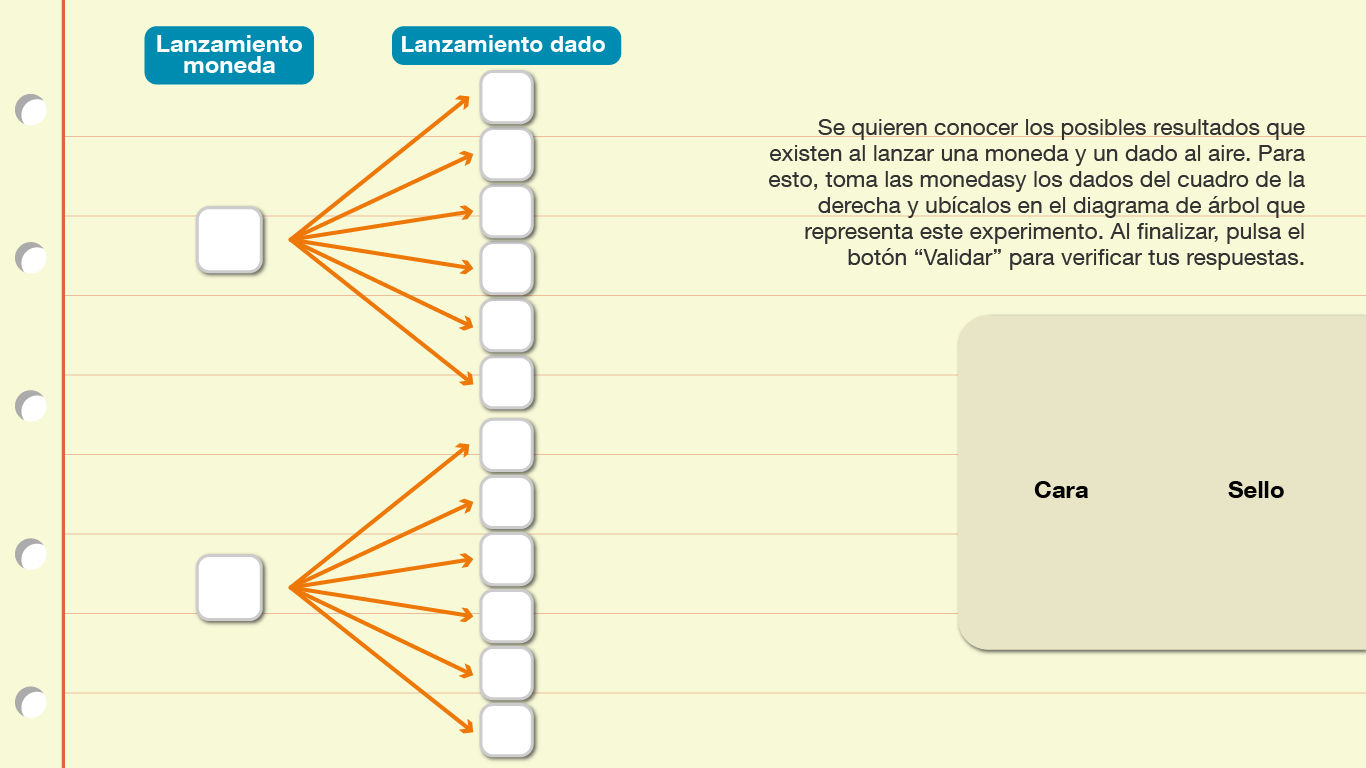 Lanzamiento
moneda
Lanzamiento dado
Se quieren conocer los posibles resultados que
existen al lanzar una moneda y un dado al aire. Para
esto, toma las monedasy los dados del cuadro de la
derecha y ubícalos en el diagrama de árbol que
representa este experimento. Al finalizar, pulsa el
botón “Validar” para verificar tus respuestas.
Cara
Sello